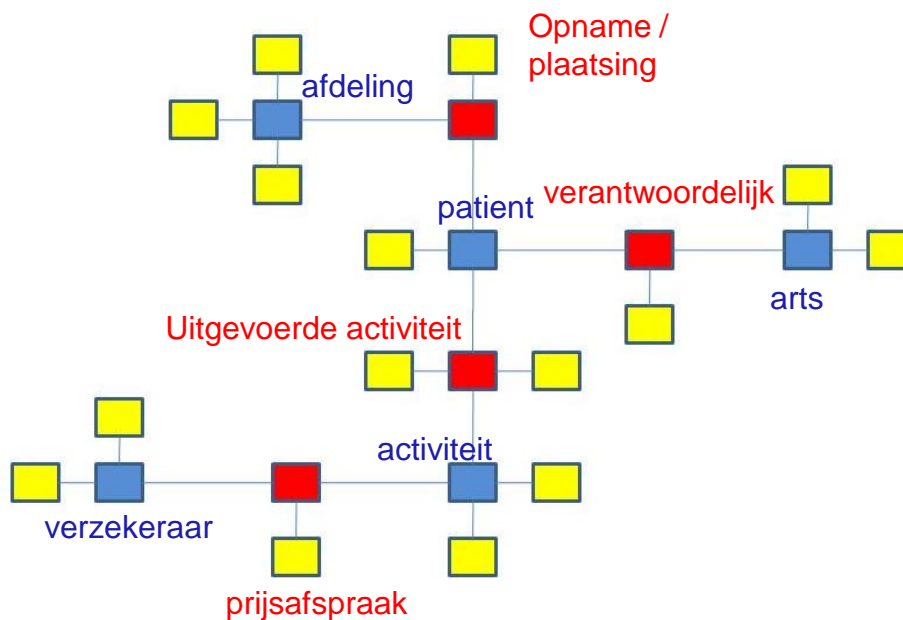 Opname /
plaatsing
afdeling
patient
verantwoordelijk
arts
Uitgevoerde activiteit
activiteit
verzekeraar
prijsafspraak